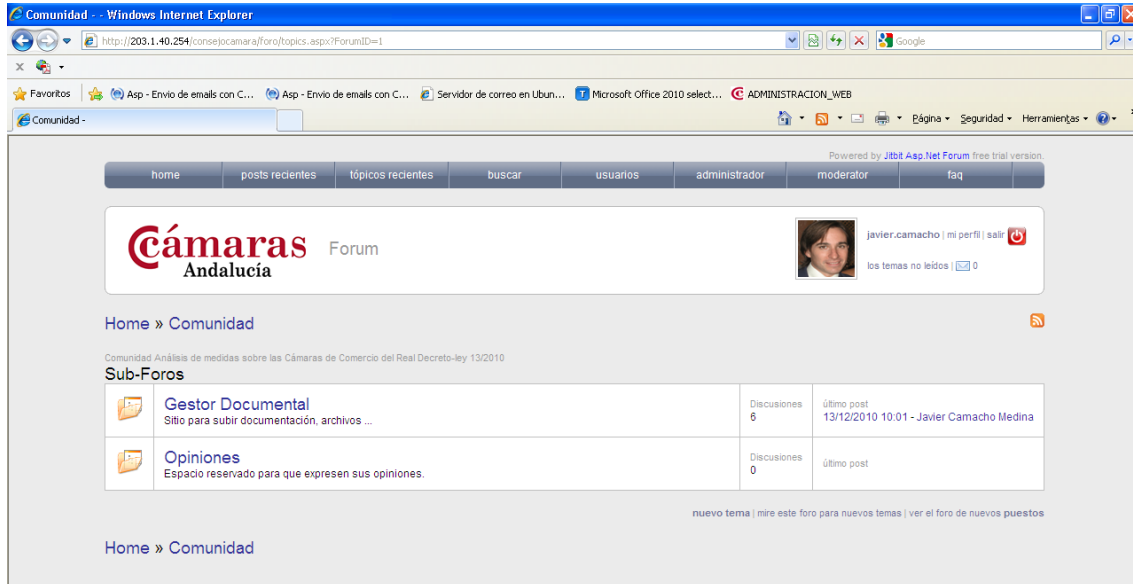 Comunidad - - Windows Internet Explorer
http://203.1.40.254/consejocamara/foro/topics.aspx?ForumID=1
Google
Favoritos Asp - Envio de emails con C... Asp - Envio de emails con C... Servidor de correo en Ubun... Microsoft Office 2010 select... ADMINISTRACION_WEB
Comunidad -
Página Seguridad Herramientas
Powered by Jitbit Asp.Net Forum free trial version.
home posts recientes tópicos recientes buscar usuarios administrador moderator faq
Cámaras
Andalucía
Forum
javier.camacho | mi perfil | salir
los temas no leídos | 0
Home » Comunidad
Comunidad Análisis de medidas sobre las Cámaras de Comercio del Real Decreto-ley 13/2010
Sub-Foros
Gestor Documental
Sitio para subir documentación, archivos ...
Discusiones
6
último post
13/12/2010 10:01 - Javier Camacho Medina
Opiniones
Espacio reservado para que expresen sus opiniones.
Discusiones
0
último post
nuevo tema | mire este foro para nuevos temas | ver el foro de nuevos puestos
Home » Comunidad